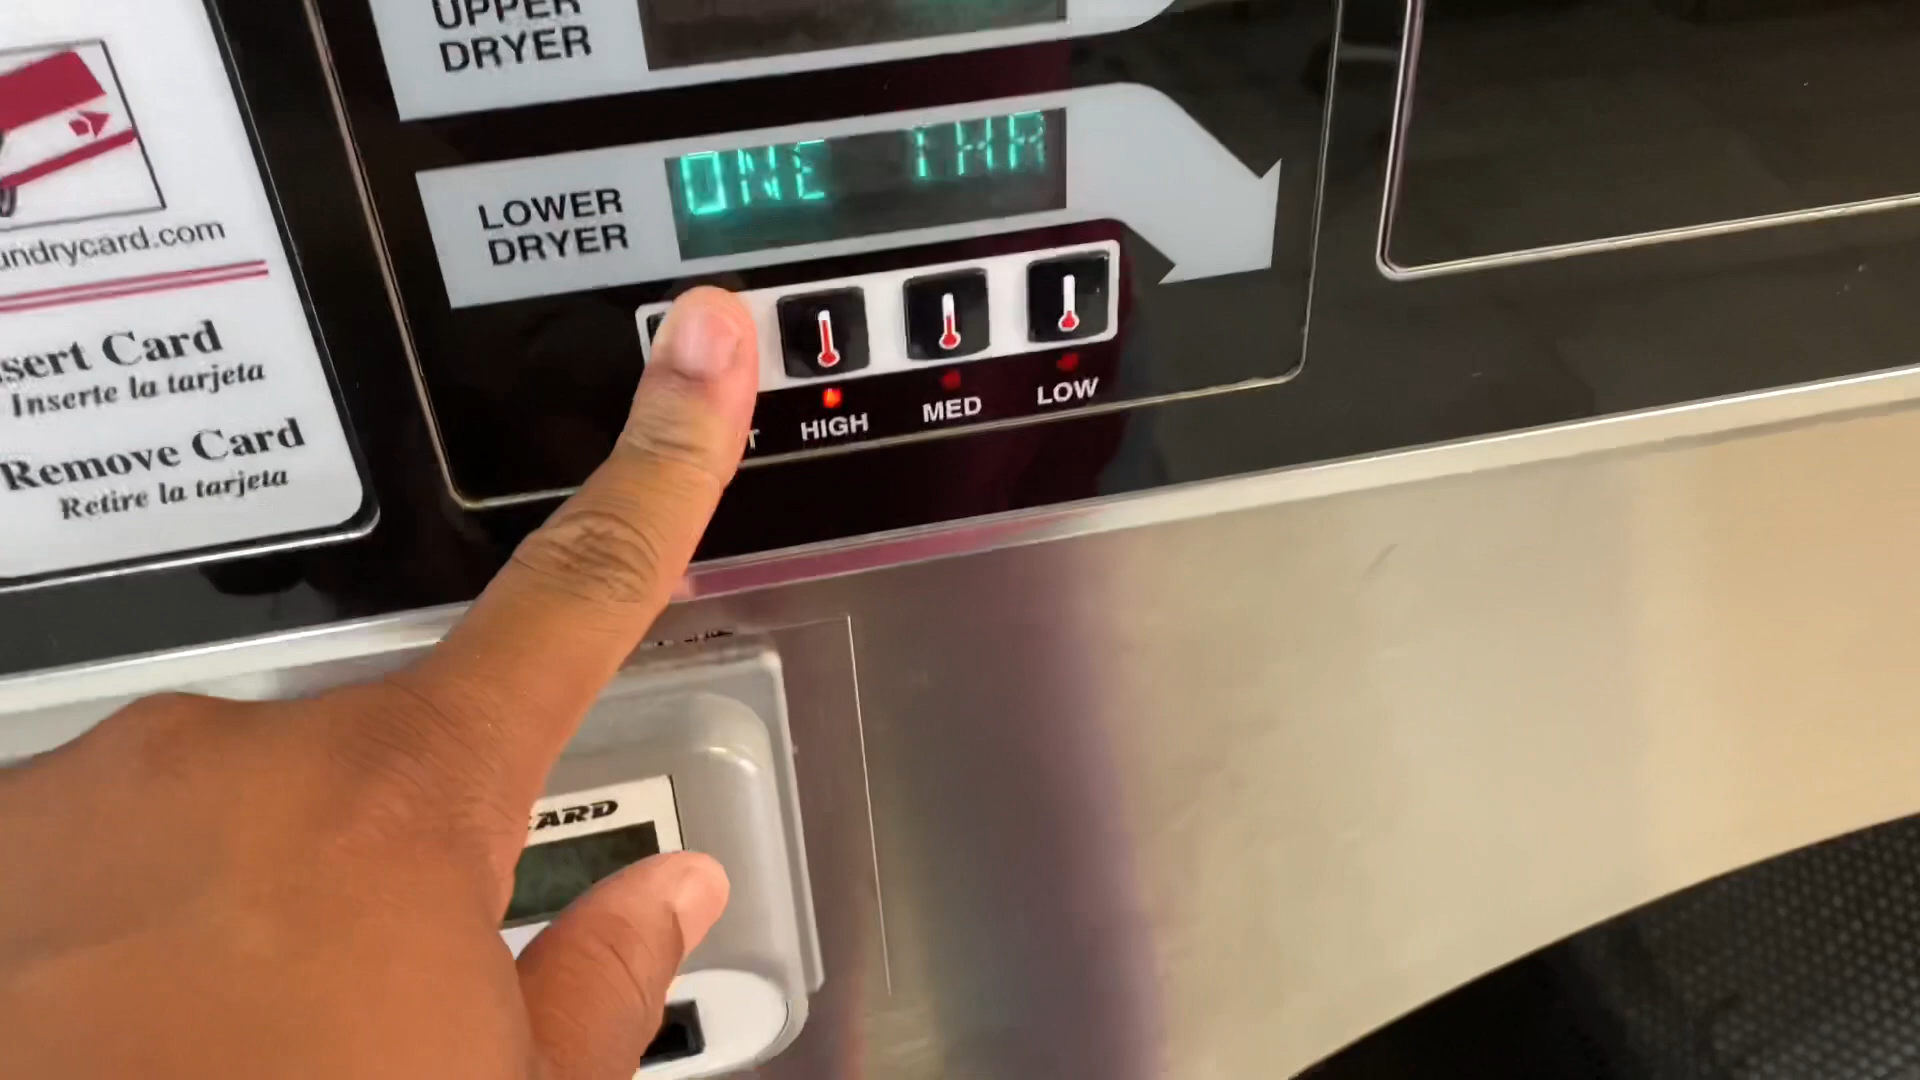 UPPER
DRYER
LOWER
DRYER
ONE THR
HIGH
MED
LOW
undrycard.com
sert Card
Inserte la tarjeta
Remove Card
Retire la tarjeta
CARD